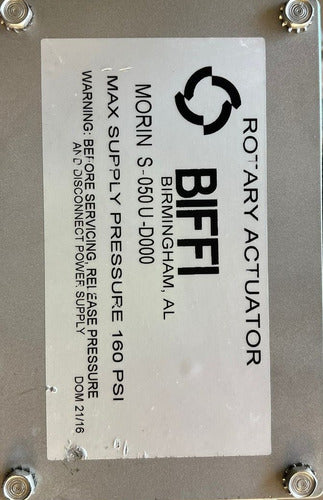 ROTARY ACTUATOR
BIFFI
BIRMINGHAM, AL
MORIN S-050U-D000
MAX SUPPLY PRESSURE 160 PSI
WARNING: BEFORE SERVICING, RELEASE PRESSURE
AND DISCONNECT POWER SUPPLY
DOM 21/16